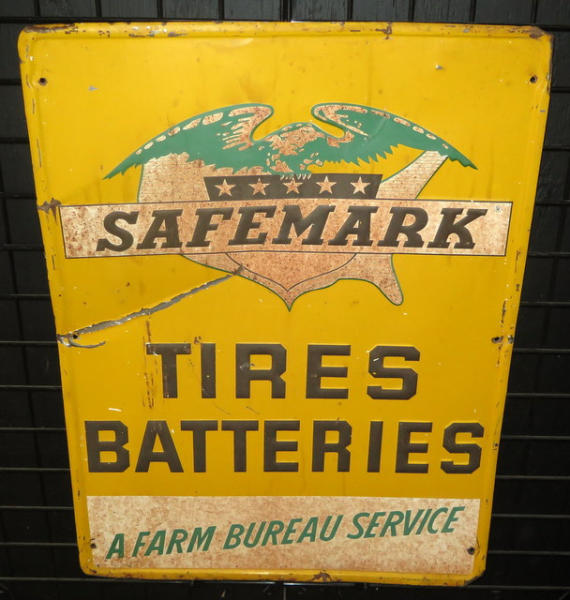 SAFEMARK
TIRES
BATTERIES
A FARM BUREAU SERVICE